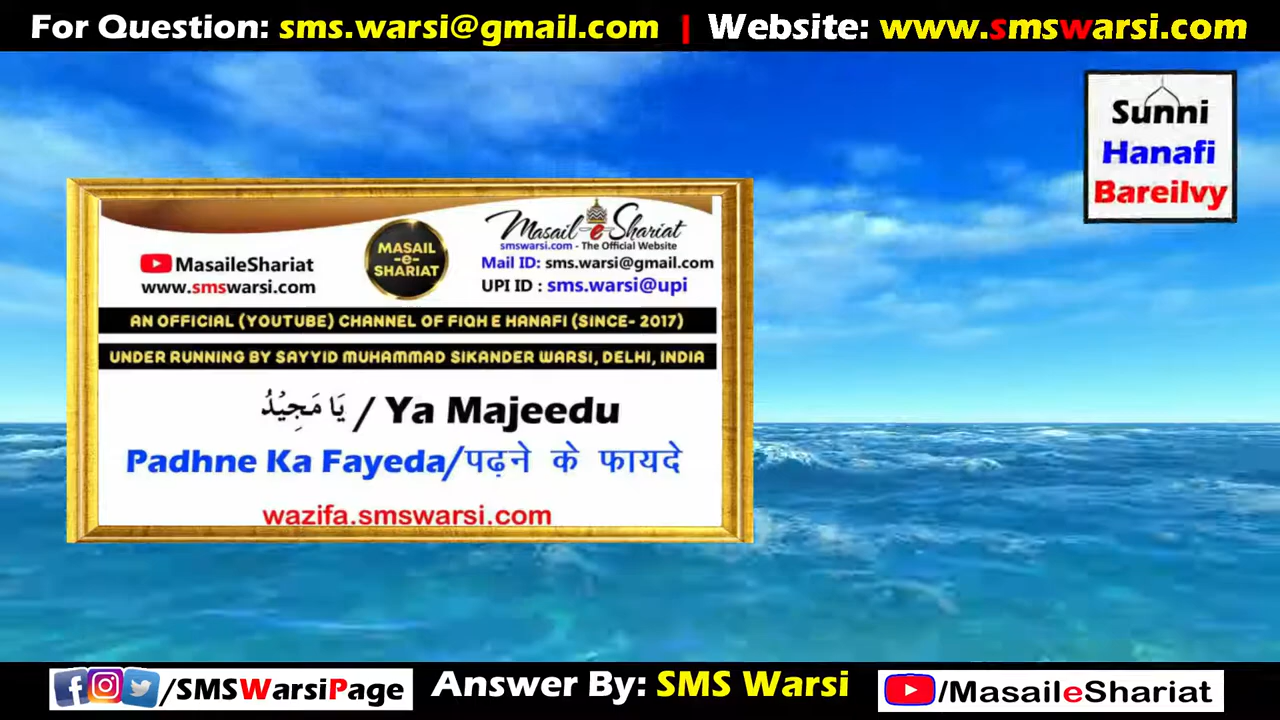 For Question: sms.warsi@gmail.com | Website: www.smswarsi.com
Sunni
Hanafi
Bareilvy
Masail e Shariat
smswarsi.com - The Official Website
MasaileShariat
MASAIL
-e-
SHARIAT
Mail ID: sms.warsi@gmail.com
www.smswarsi.com
UPI ID : sms.warsi@upi
AN OFFICIAL (YOUTUBE) CHANNEL OF FIQH E HANAFI (SINCE- 2017)
UNDER RUNNING BY SAYYID MUHAMMAD SIKANDER WARSI, DELHI, INDIA
يَا مَجِيْدُ / Ya Majeedu
Padhne Ka Fayeda/पढ़ने के फायदे
wazifa.smswarsi.com
/SMSWarsiPage
Answer By: SMS Warsi
/MasaileShariat